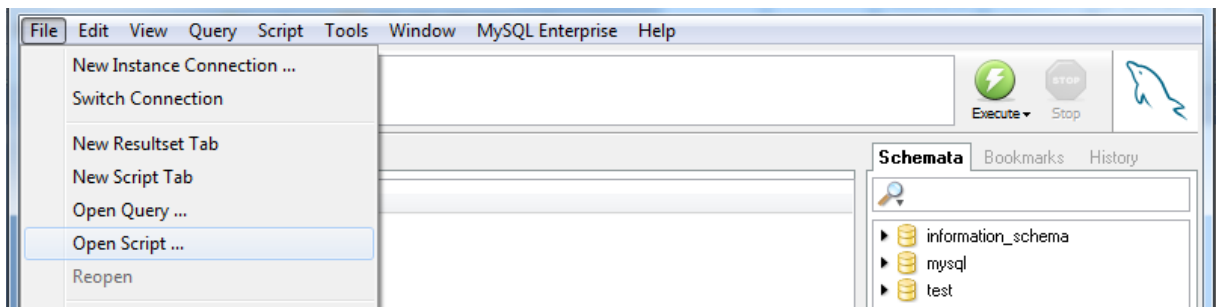 File Edit View Query Script Tools Window MySQL Enterprise Help
New Instance Connection ...
Switch Connection
New Resultset Tab
New Script Tab
Open Query ...
Open Script ...
Reopen
STOP
Execute Stop
Schemata Bookmarks History
information_schema
mysql
test